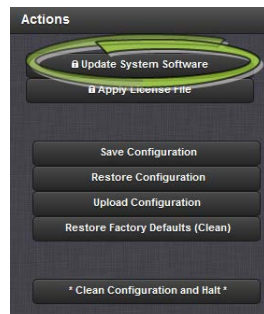 Actions
Update System Software
Apply License File
Save Configuration
Restore Configuration
Upload Configuration
Restore Factory Defaults (Clean)
* Clean Configuration and Halt *